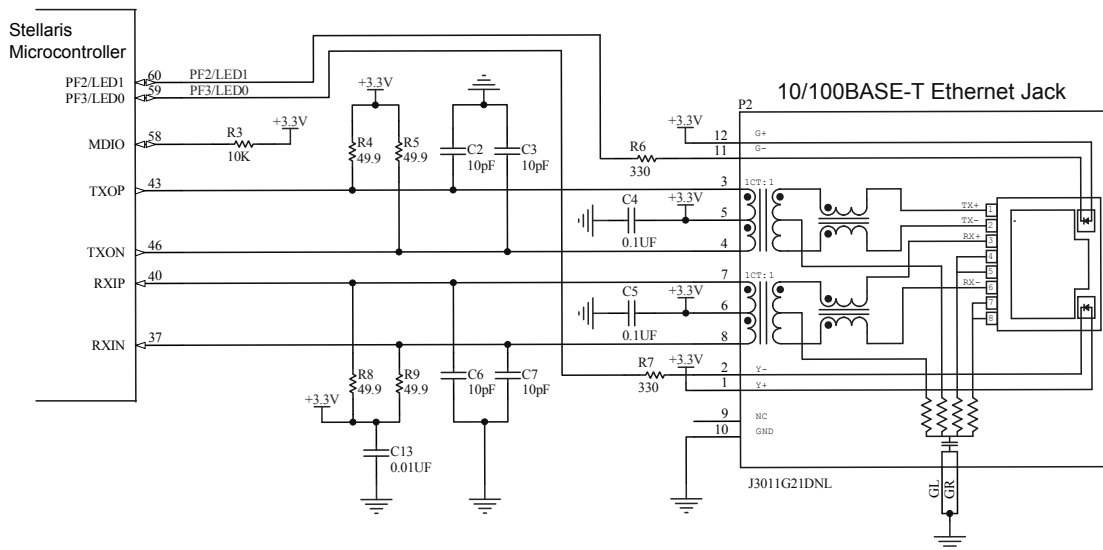 Stellaris
Microcontroller
PF2/LED1
60
PF2/LED1
PF3/LED0
59
PF3/LED0
MDIO
58
R3
10K
+3.3V
TXOP
43
TXON
46
RXIP
40
RXIN
37
+3.3V
R4
49.9
R5
49.9
C2
10pF
C3
10pF
R6
330
+3.3V
C4
0.1UF
+3.3V
C5
0.1UF
+3.3V
R7
330
+3.3V
R8
49.9
R9
49.9
C6
10pF
C7
10pF
+3.3V
C13
0.01UF
10/100BASE-T Ethernet Jack
P2
12
G+
11
G-
3
1CT:1
5
4
7
1CT:1
6
8
2
Y-
1
Y+
9
NC
10
GND
TX+
1
TX-
2
RX+
3
4
5
RX-
6
7
8
GL
GR
J3011G21DNL